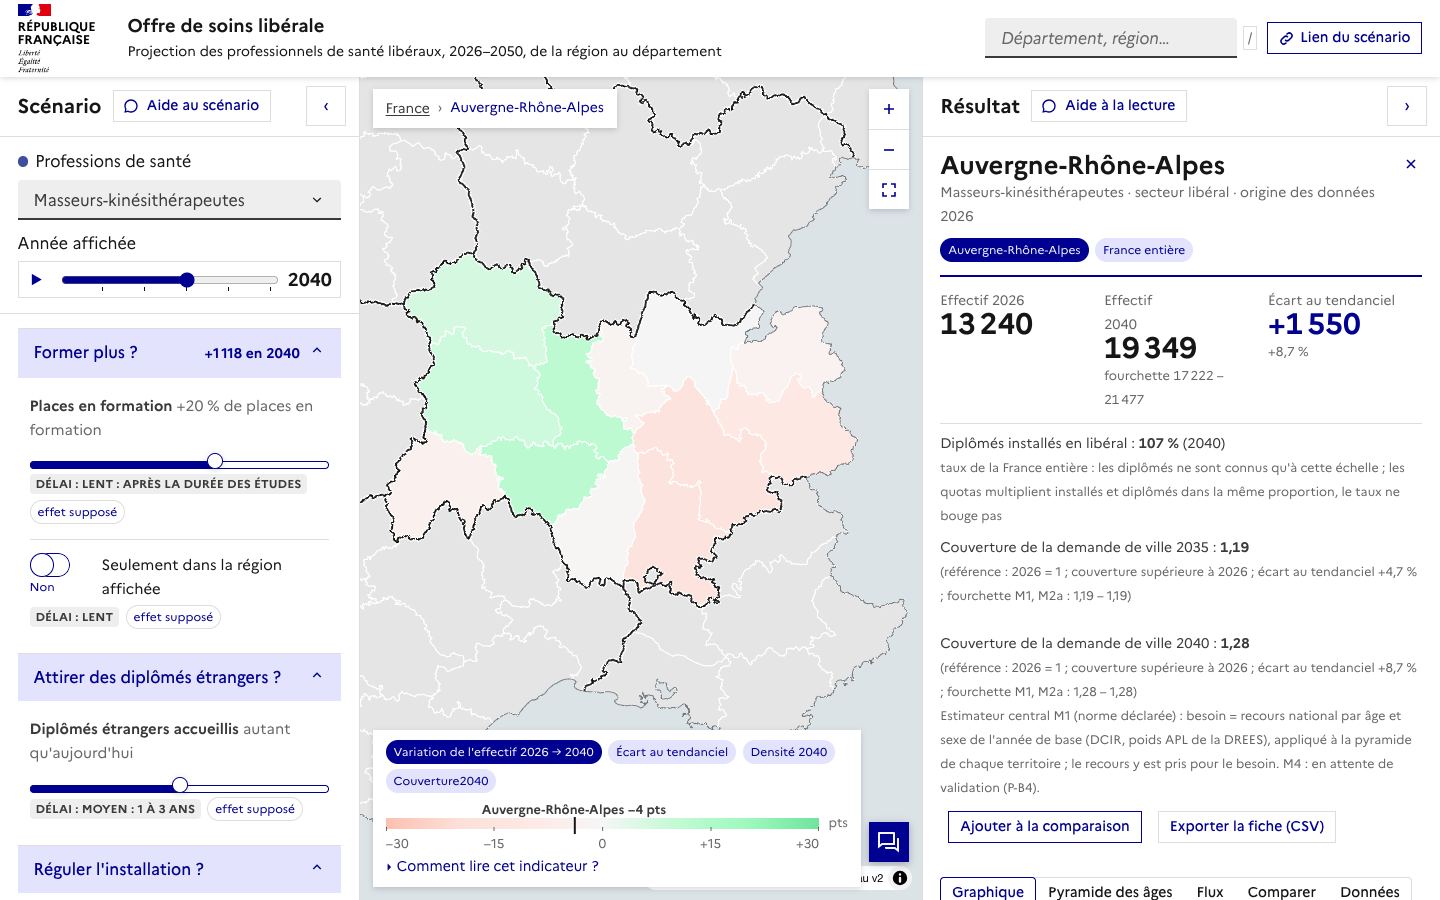 RÉPUBLIQUE
FRANÇAISE
Liberté
Égalité
Fraternité
Offre de soins libérale
Projection des professionnels de santé libéraux, 2026–2050, de la région au département
Département, région…
/
Lien du scénario
Scénario
Aide au scénario
‹
Professions de santé
Masseurs-kinésithérapeutes
Année affichée
2040
Former plus ?
+1 118 en 2040
Places en formation +20 % de places en
formation
DÉLAI : LENT : APRÈS LA DURÉE DES ÉTUDES
effet supposé
Non
Seulement dans la région
affichée
DÉLAI : LENT
effet supposé
Attirer des diplômés étrangers ?
Diplômés étrangers accueillis autant
qu'aujourd'hui
DÉLAI : MOYEN : 1 À 3 ANS
effet supposé
Réguler l'installation ?
France › Auvergne-Rhône-Alpes
+
−
Variation de l'effectif 2026 → 2040
Écart au tendanciel
Densité 2040
Couverture2040
Auvergne-Rhône-Alpes −4 pts
pts
−30
−15
0
+15
+30
Comment lire cet indicateur ?
au v2
Résultat
Aide à la lecture
›
Auvergne-Rhône-Alpes
×
Masseurs-kinésithérapeutes · secteur libéral · origine des données
2026
Auvergne-Rhône-Alpes
France entière
Effectif 2026
13 240
Effectif
2040
19 349
fourchette 17 222 –
21 477
Écart au tendanciel
+1 550
+8,7 %
Diplômés installés en libéral : 107 % (2040)
taux de la France entière : les diplômés ne sont connus qu'à cette échelle ; les
quotas multiplient installés et diplômés dans la même proportion, le taux ne
bouge pas
Couverture de la demande de ville 2035 : 1,19
(référence : 2026 = 1 ; couverture supérieure à 2026 ; écart au tendanciel +4,7 %
; fourchette M1, M2a : 1,19 – 1,19)
Couverture de la demande de ville 2040 : 1,28
(référence : 2026 = 1 ; couverture supérieure à 2026 ; écart au tendanciel +8,7 %
; fourchette M1, M2a : 1,28 – 1,28)
Estimateur central M1 (norme déclarée) : besoin = recours national par âge et
sexe de l'année de base (DCIR, poids APL de la DREES), appliqué à la pyramide
de chaque territoire ; le recours y est pris pour le besoin. M4 : en attente de
validation (P-B4).
Ajouter à la comparaison
Exporter la fiche (CSV)
Graphique
Pyramide des âges
Flux
Comparer
Données